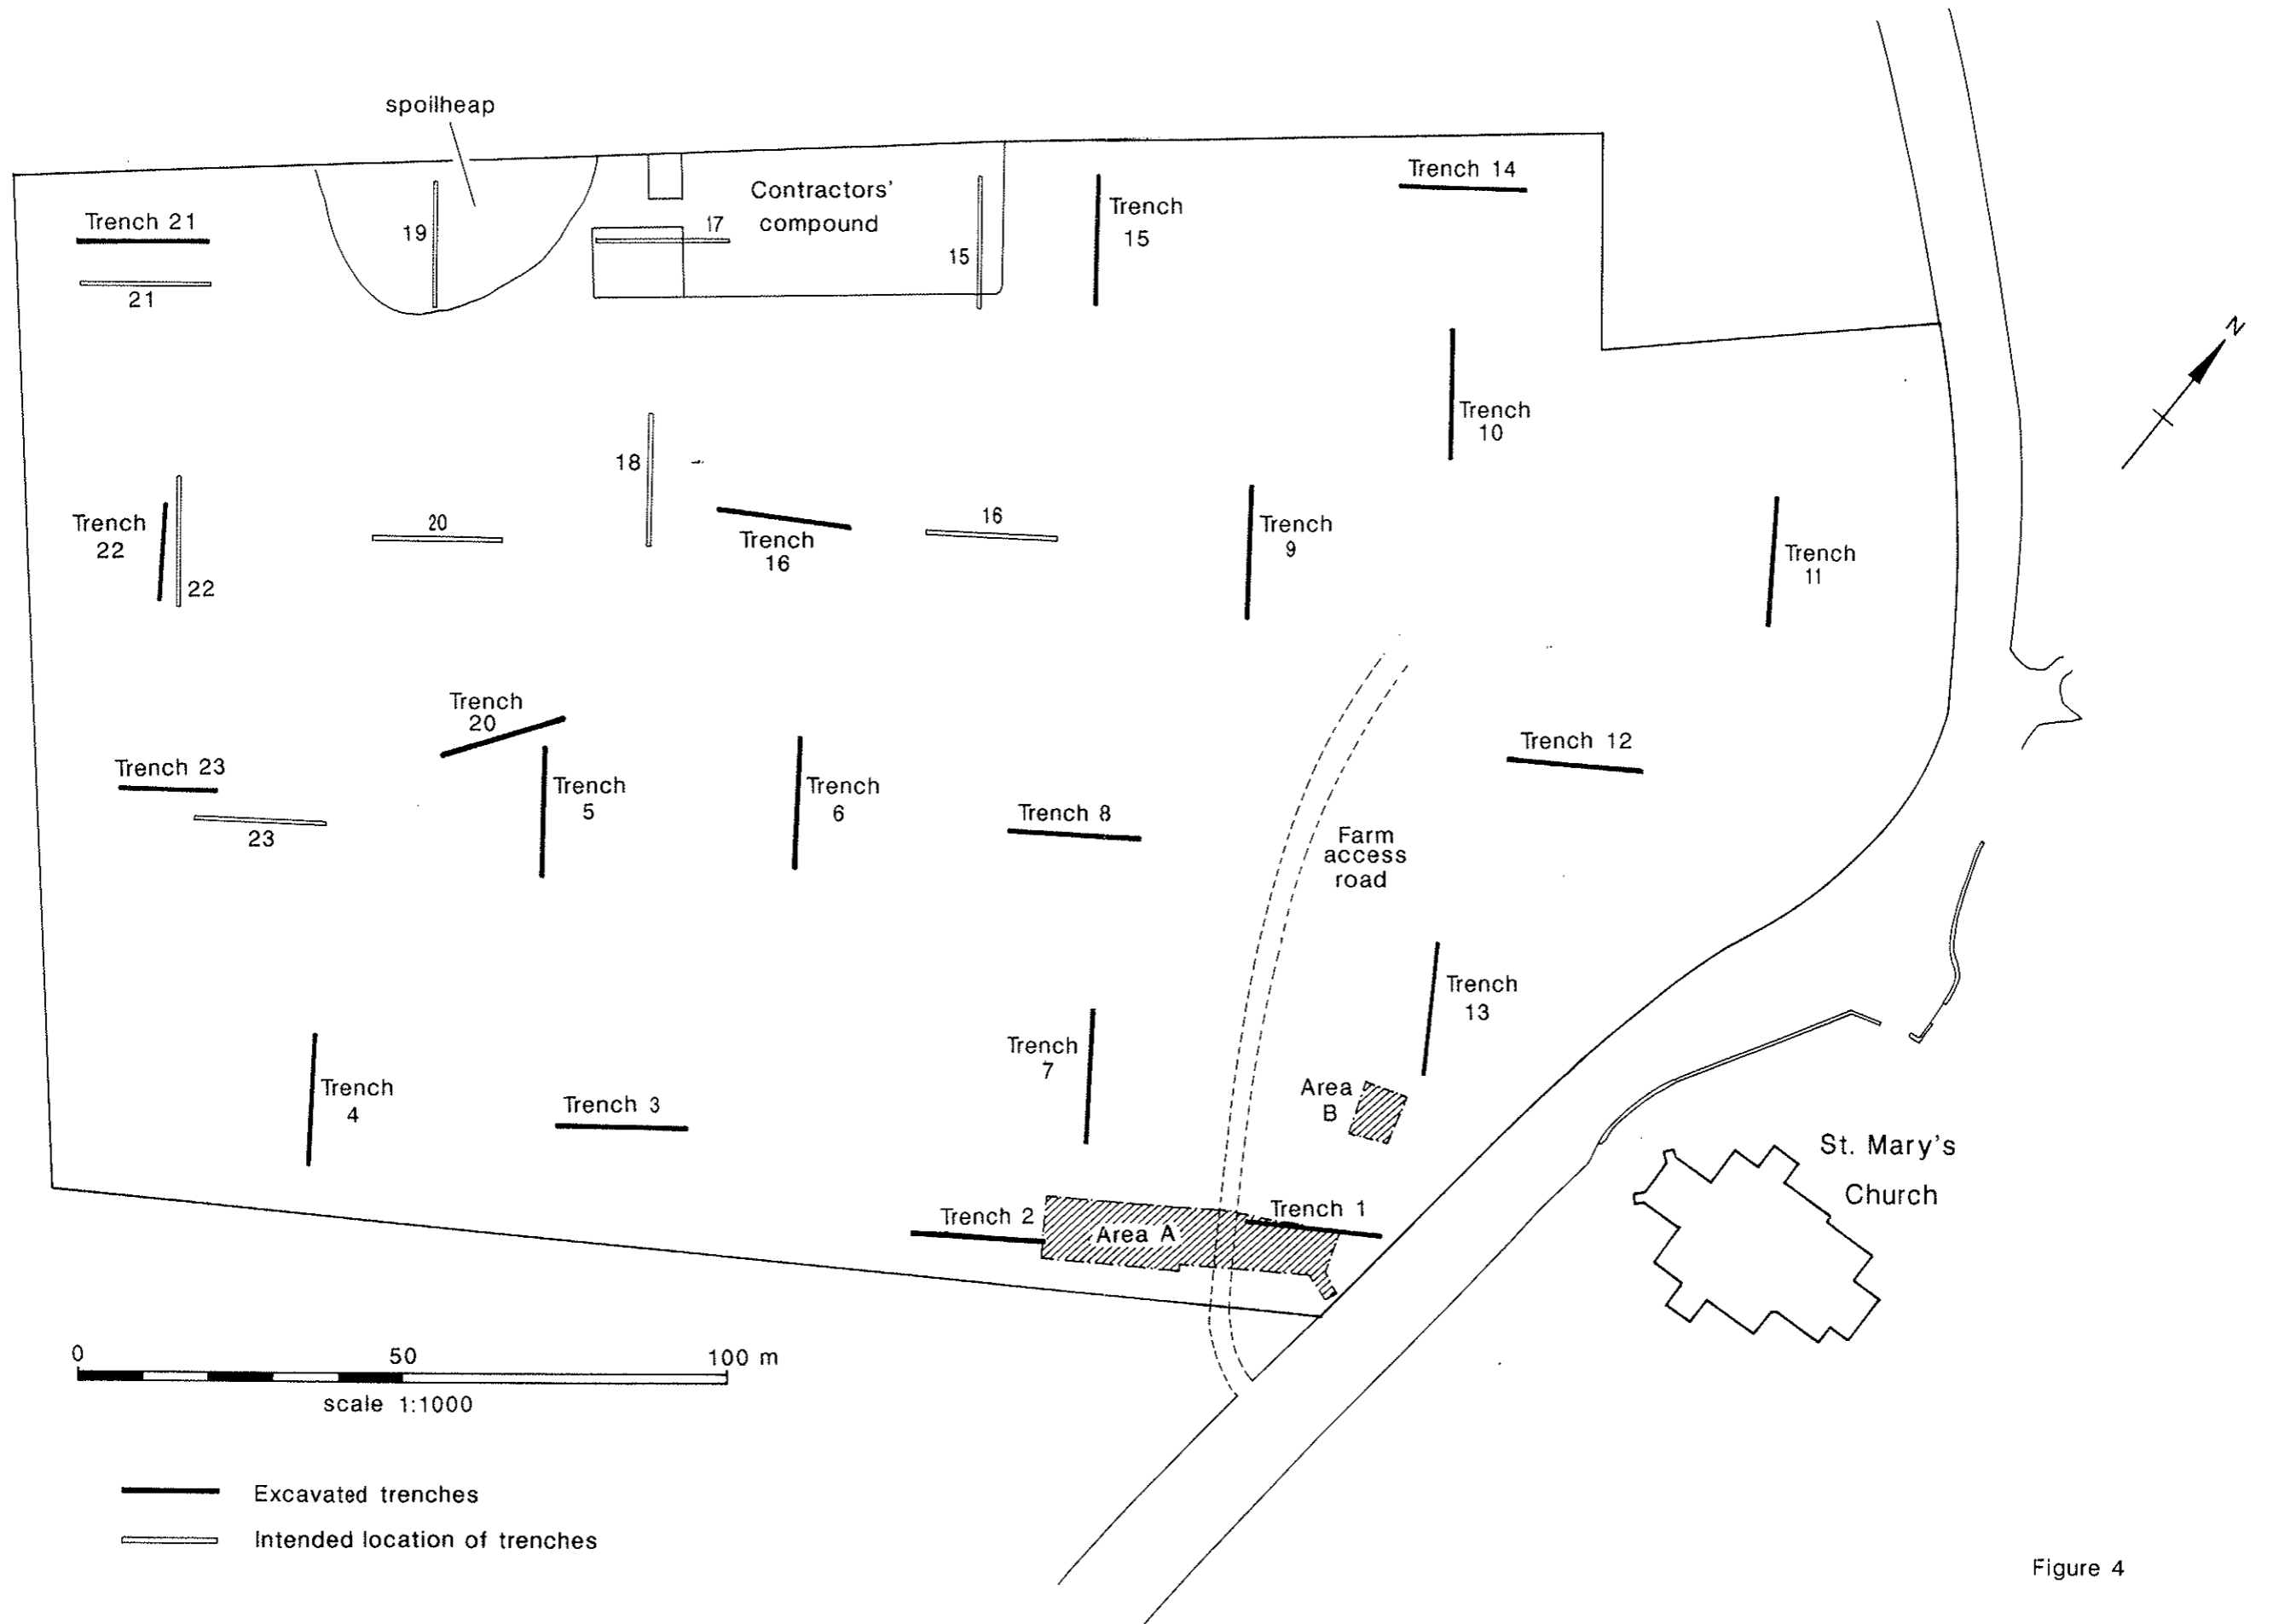 spoilheap
Trench 14
Contractors'
compound
Trench
15
Trench 21
19
17
15
21
N
Trench
10
18
Trench
22
20
16
Trench
9
Trench
16
Trench
11
22
Trench
20
Trench 12
Trench 23
Trench
5
Trench
6
Trench 8
23
Farm
access
road
Trench
13
Trench
7
Area
B
Trench
4
Trench 3
St. Mary's
Church
Trench 2
Area A
Trench 1
0
50
100 m
scale 1:1000
Excavated trenches
Intended location of trenches
Figure 4